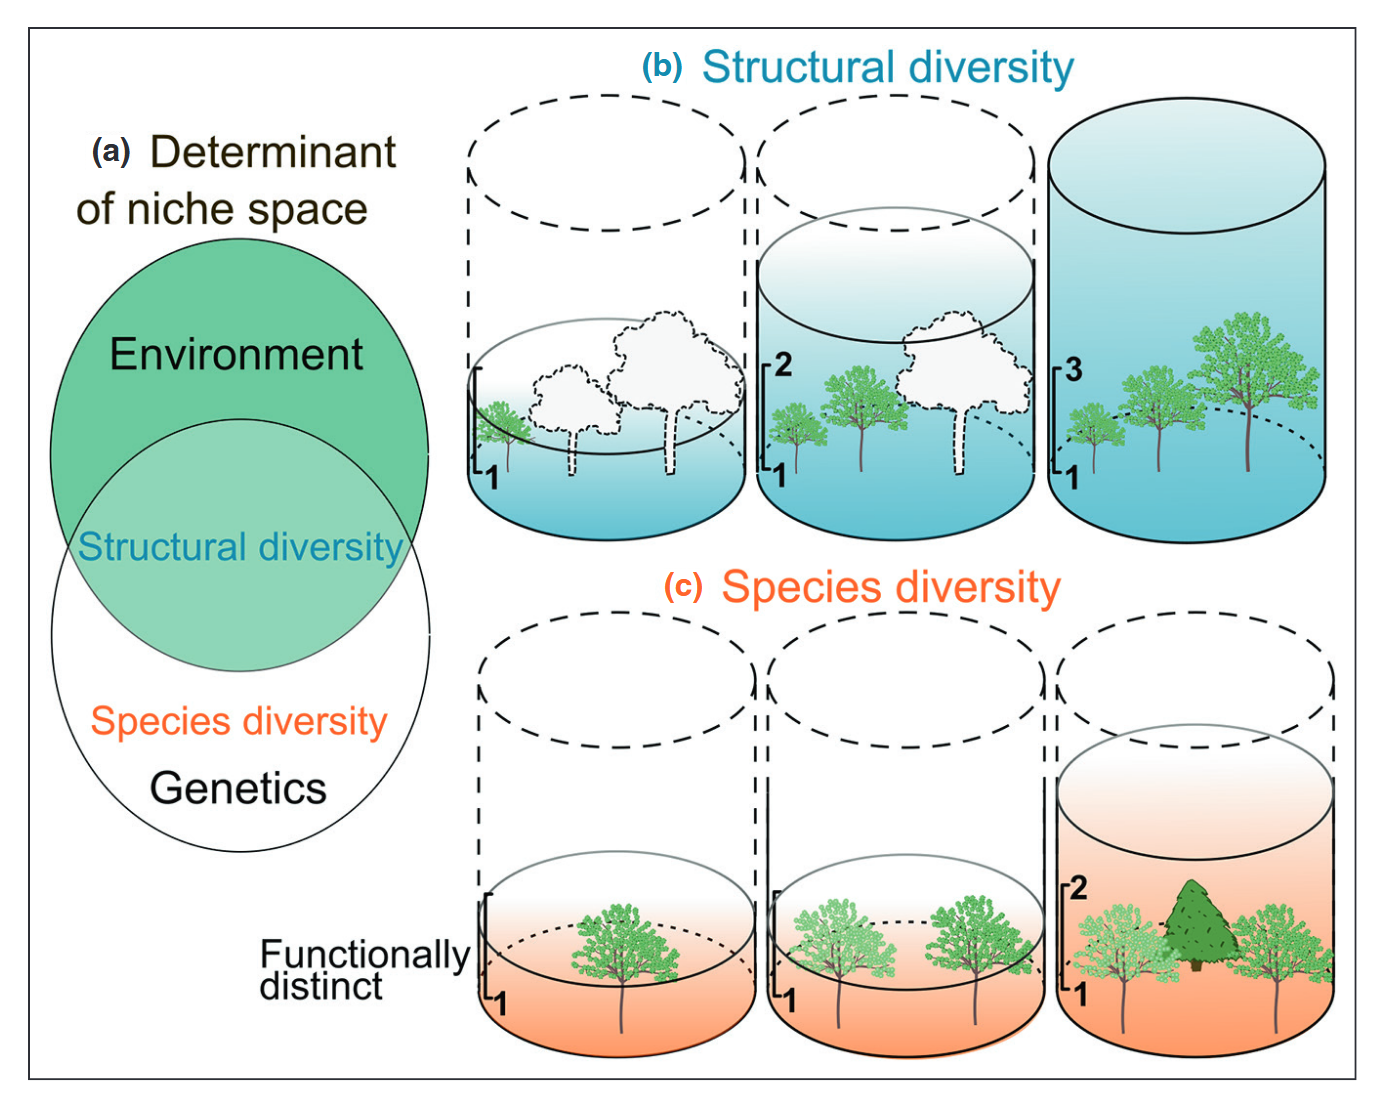 (a) Determinant
of niche space
Environment
Structural diversity
Species diversity
Genetics
(b) Structural diversity
1
2
1
3
1
(c) Species diversity
Functionally
distinct
1
1
2
1